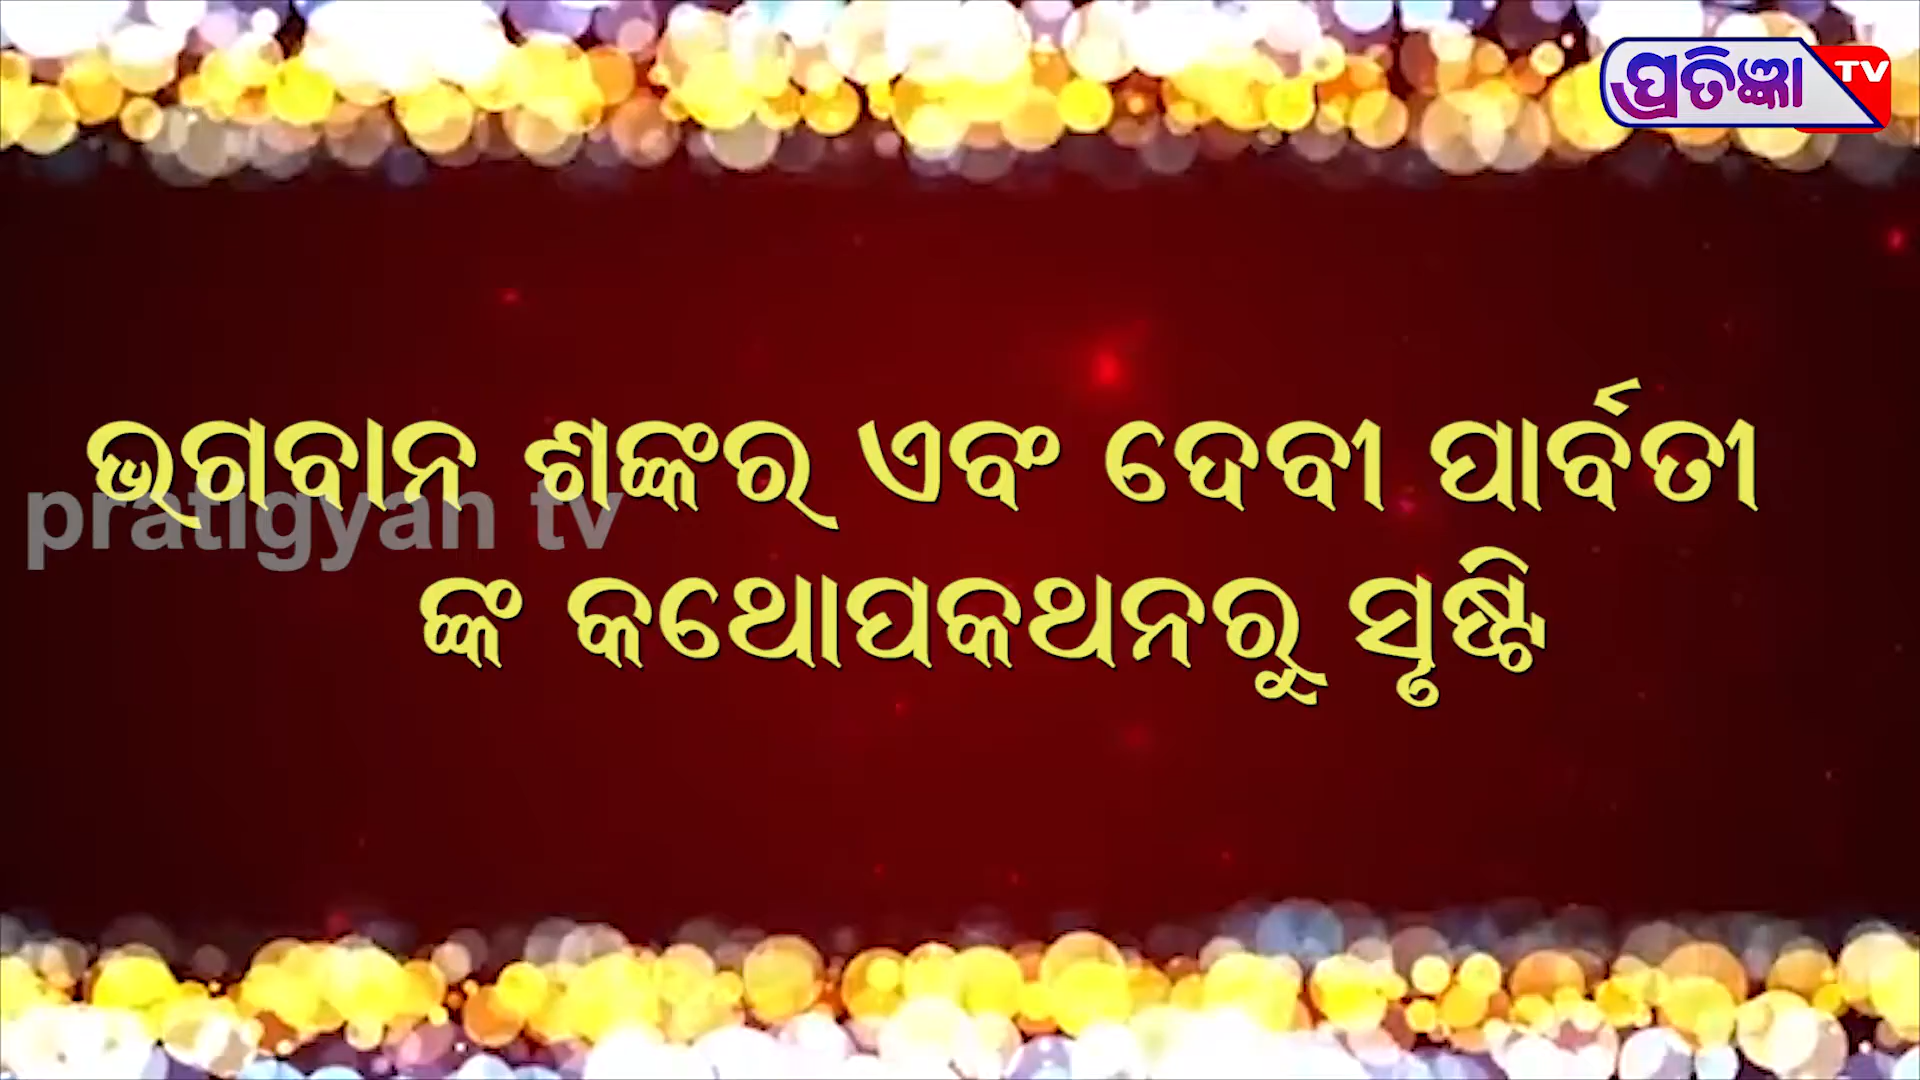 ପ୍ରତିଜ୍ଞା TV
ଭଗବାନ ଶଙ୍କର ଏବଂ ଦେବୀ ପାର୍ବତୀ
pratigyan tv
ଙ୍କ କଥୋପକଥନରୁ ସୃଷ୍ଟି